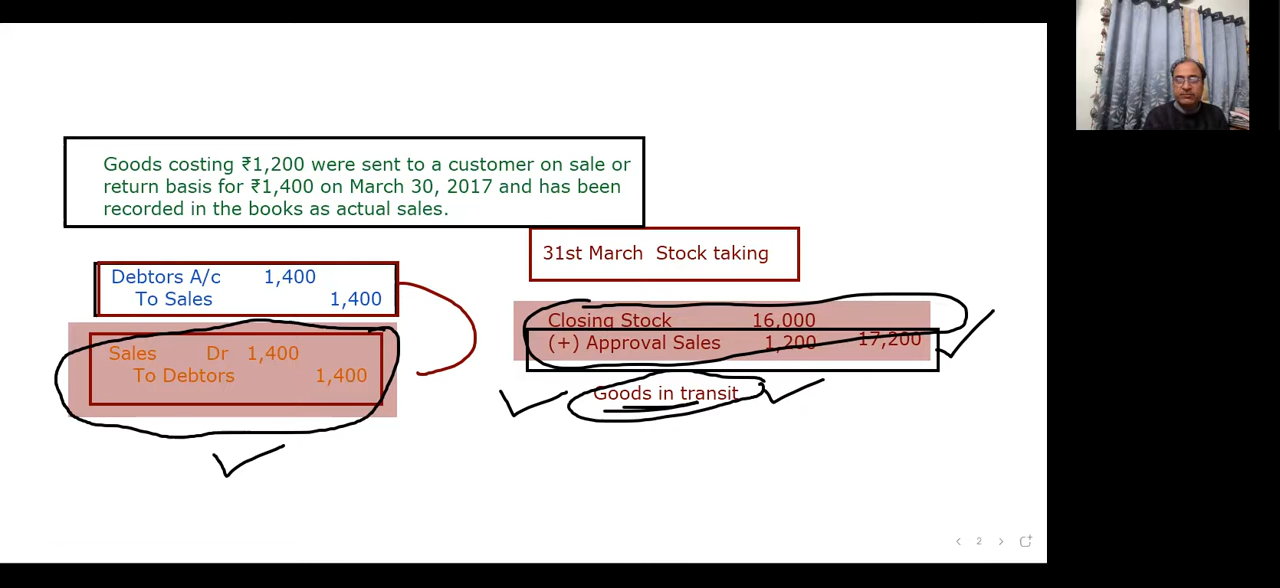 Goods costing ₹1,200 were sent to a customer on sale or
return basis for ₹1,400 on March 30, 2017 and has been
recorded in the books as actual sales.
31st March Stock taking
Debtors A/c 1,400
To Sales 1,400
Closing Stock 16,000
(+) Approval Sales 1,200 17,200
Sales Dr 1,400
To Debtors 1,400
Goods in transit
2